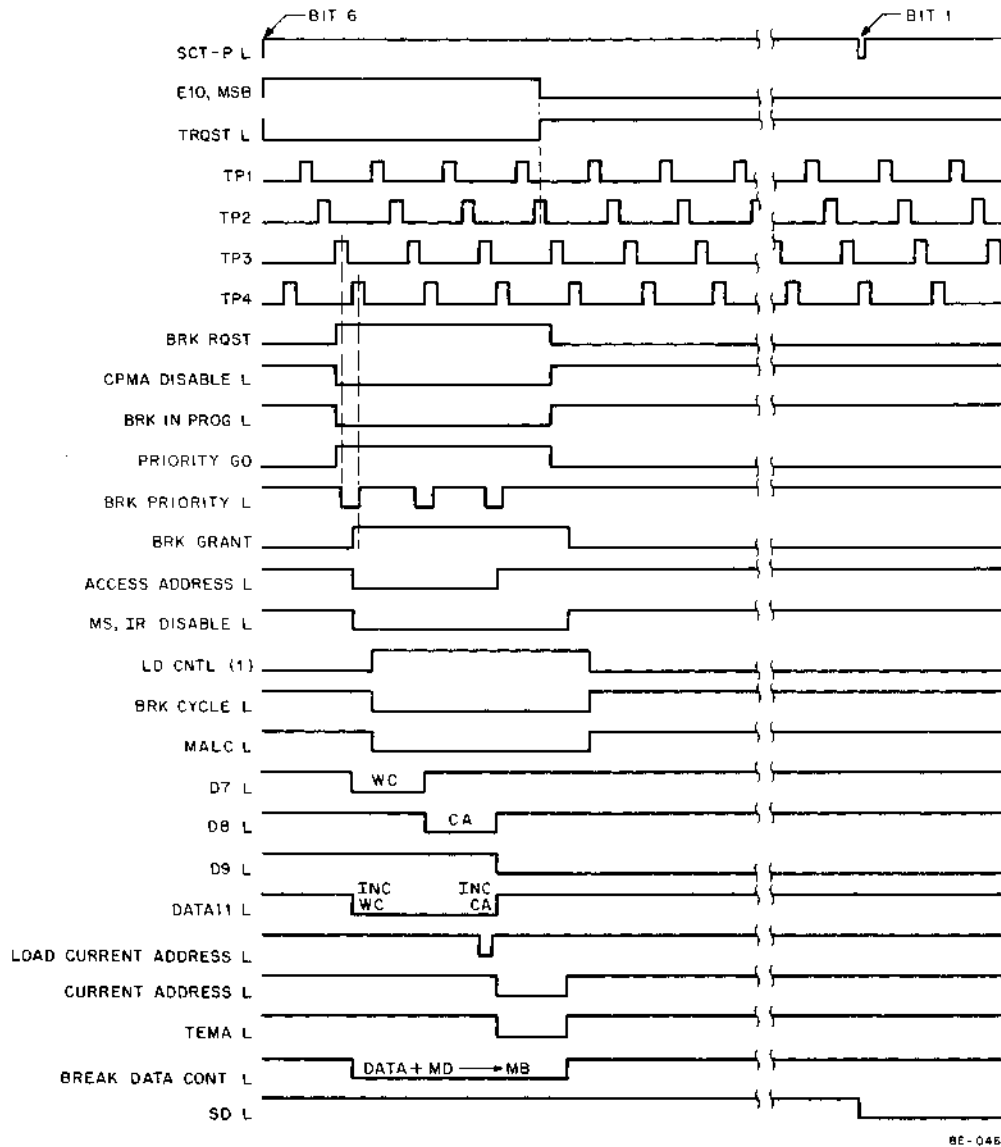 BIT 6
BIT 1
SCT-P L
E10, MSB
TRQST L
TP1
TP2
TP3
TP4
BRK RQST
CPMA DISABLE L
BRK IN PROG L
PRIORITY GO
BRK PRIORITY L
BRK GRANT
ACCESS ADDRESS L
MS, IR DISABLE L
LD CNTL (1)
BRK CYCLE L
MALC L
D7 L
WC
D8 L
CA
D9 L
INC INC
WC CA
DATA11 L
LOAD CURRENT ADDRESS L
CURRENT ADDRESS L
TEMA L
DATA + MD → MB
BREAK DATA CONT L
SD L